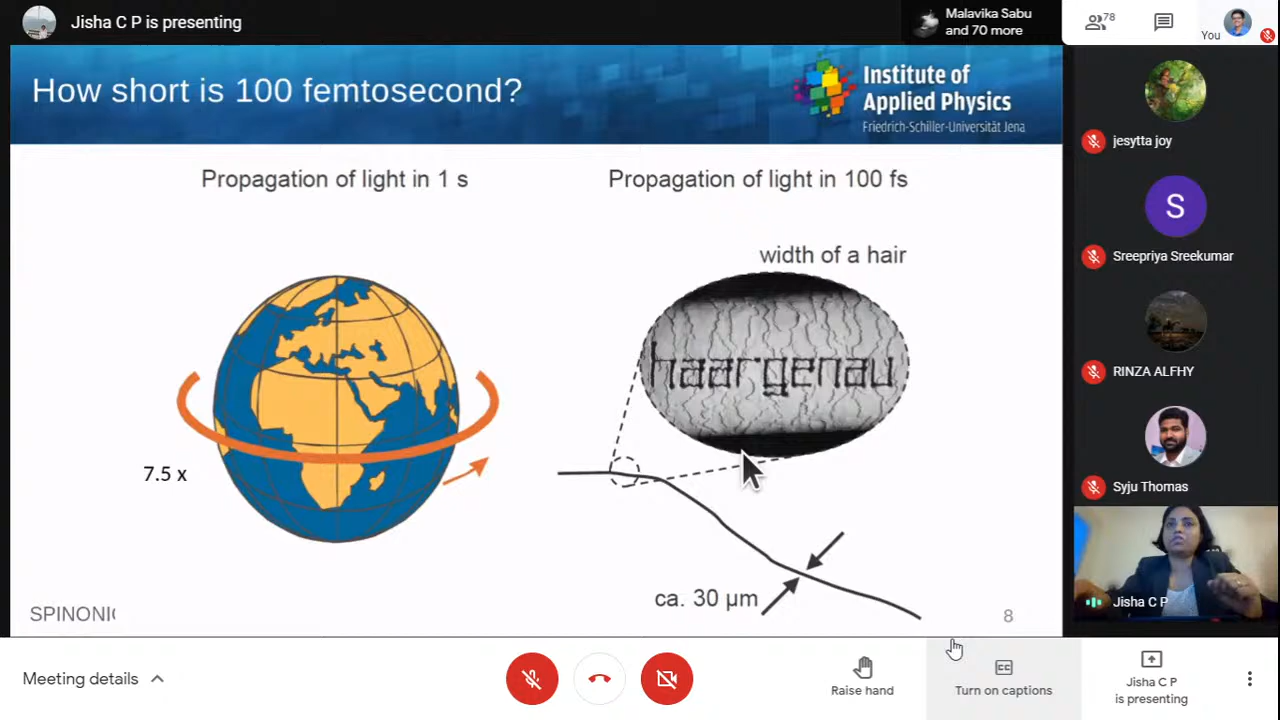 Jisha C P is presenting
Malavika Sabu
and 70 more
78
You
How short is 100 femtosecond?
Institute of
Applied Physics
Friedrich-Schiller-Universität Jena
Propagation of light in 1 s
Propagation of light in 100 fs
width of a hair
haargenau
7.5 x
ca. 30 µm
SPINONIC
8
jesytta joy
S
Sreepriya Sreekumar
RINZA ALFHY
Syju Thomas
Jisha C P
Meeting details
Raise hand
CC
Turn on captions
Jisha C P
is presenting